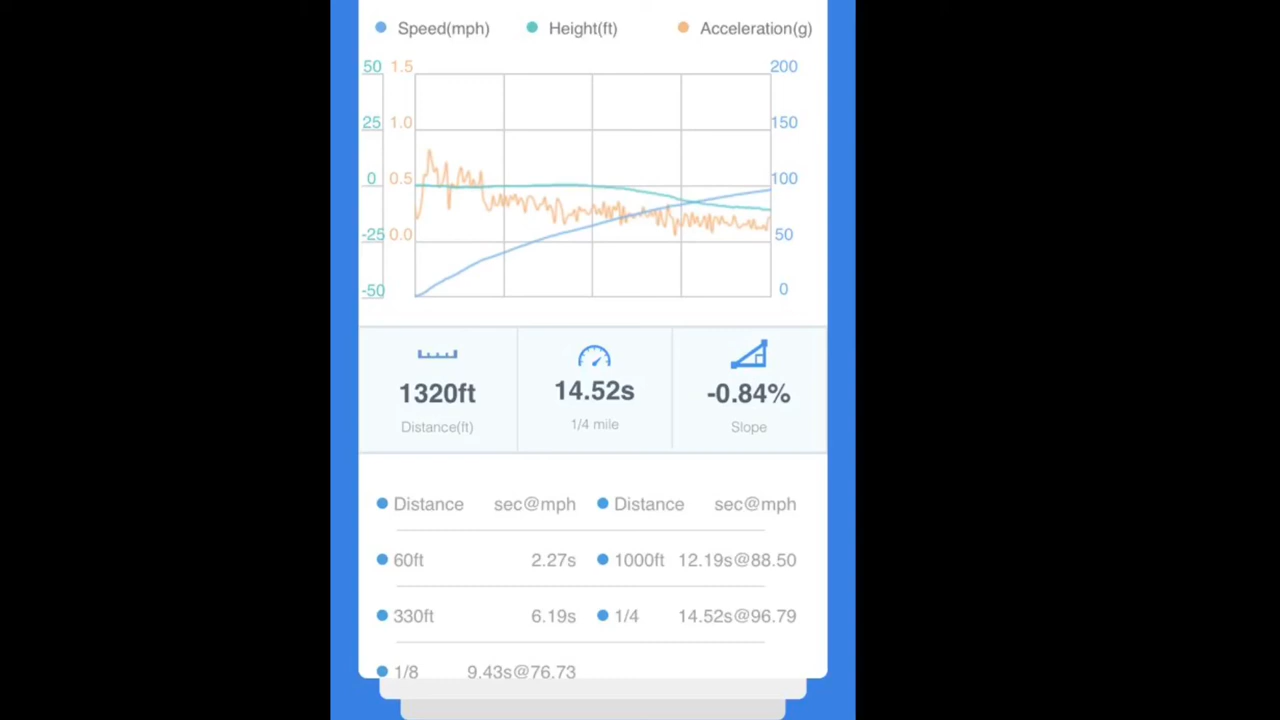 Speed(mph) Height(ft) Acceleration(g)
50 1.5 200
25 1.0 150
0 0.5 100
-25 0.0 50
-50 0
1320ft 14.52s -0.84%
Distance(ft) 1/4 mile Slope
Distance sec@mph Distance sec@mph
60ft 2.27s 1000ft 12.19s@88.50
330ft 6.19s 1/4 14.52s@96.79
1/8 9.43s@76.73